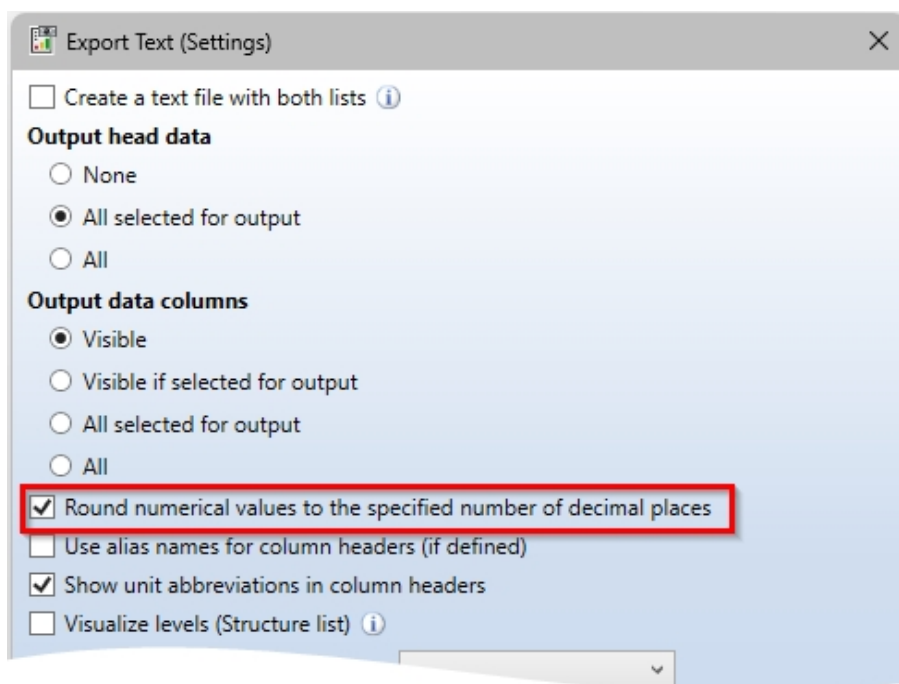 Export Text (Settings)
Create a text file with both lists
Output head data
None
All selected for output
All
Output data columns
Visible
Visible if selected for output
All selected for output
All
Round numerical values to the specified number of decimal places
Use alias names for column headers (if defined)
Show unit abbreviations in column headers
Visualize levels (Structure list)